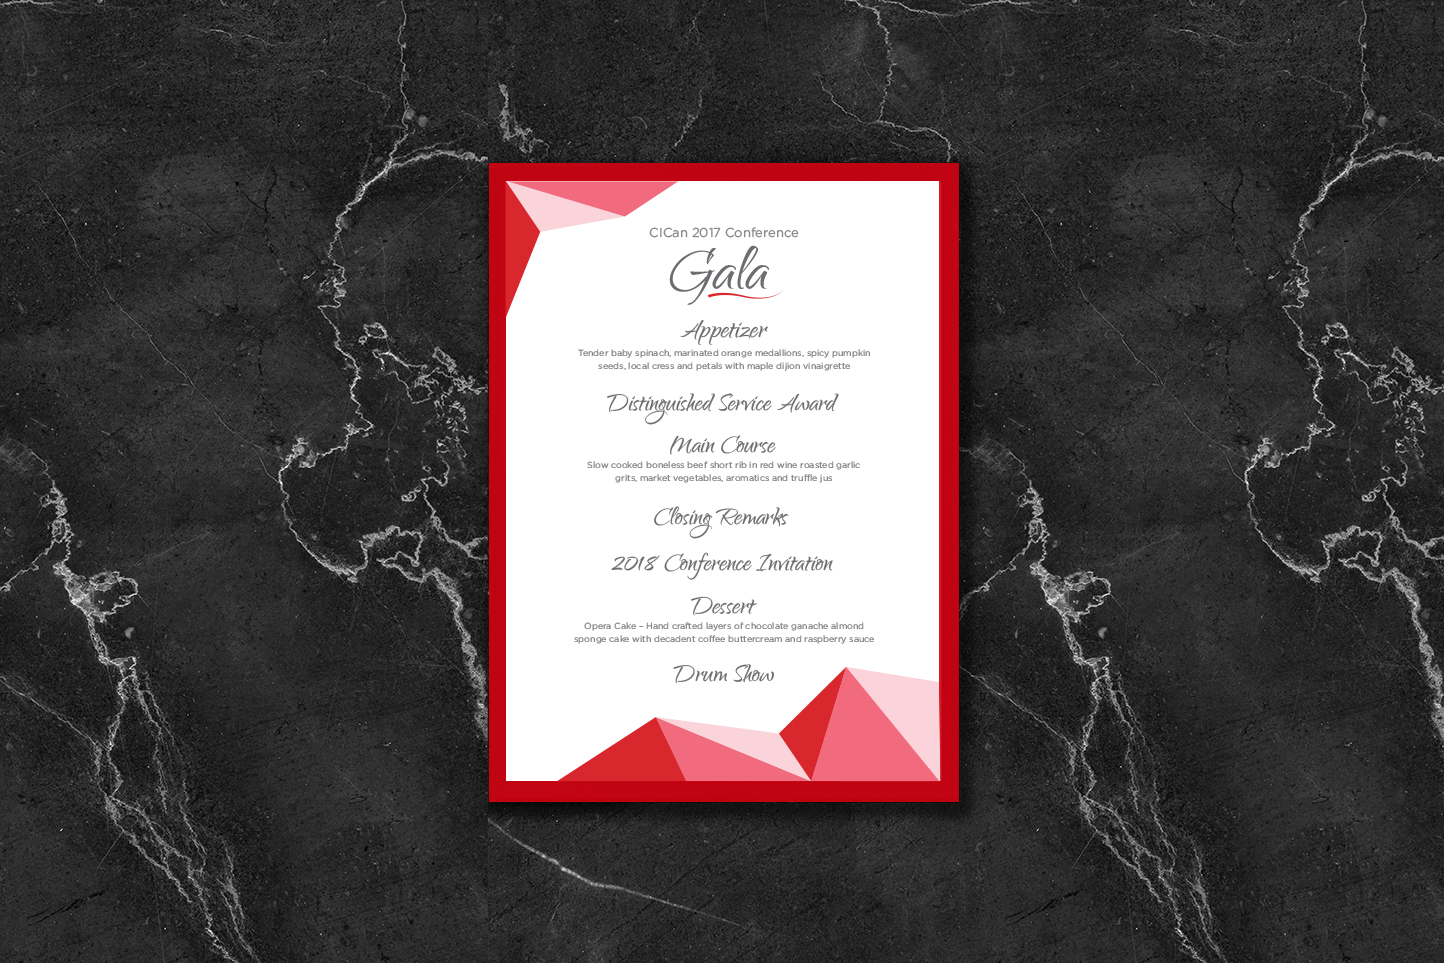 CICan 2017 Conference
Gala
Appetizer
Tender baby spinach, marinated orange medallions, spicy pumpkin
seeds, local cress and petals with maple dijion vinaigrette
Distinguished Service Award
Main Course
Slow cooked boneless beef short rib in red wine roasted garlic
grits, market vegetables, aromatics and truffle jus
Closing Remarks
2018 Conference Invitation
Dessert
Opera Cake – Hand crafted layers of chocolate ganache almond
sponge cake with decadent coffee buttercream and raspberry sauce
Drum Show